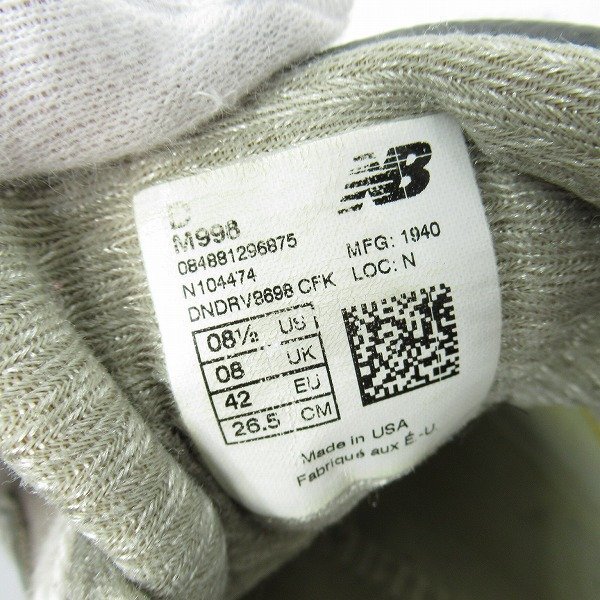 D
M998
084881296875
N104474
DNDRV8698 CFK
NB
MFG: 1940
LOC: N
08½ US
08 UK
42 EU
26.5 CM
Made in USA
Fabriqué aux É.-U.